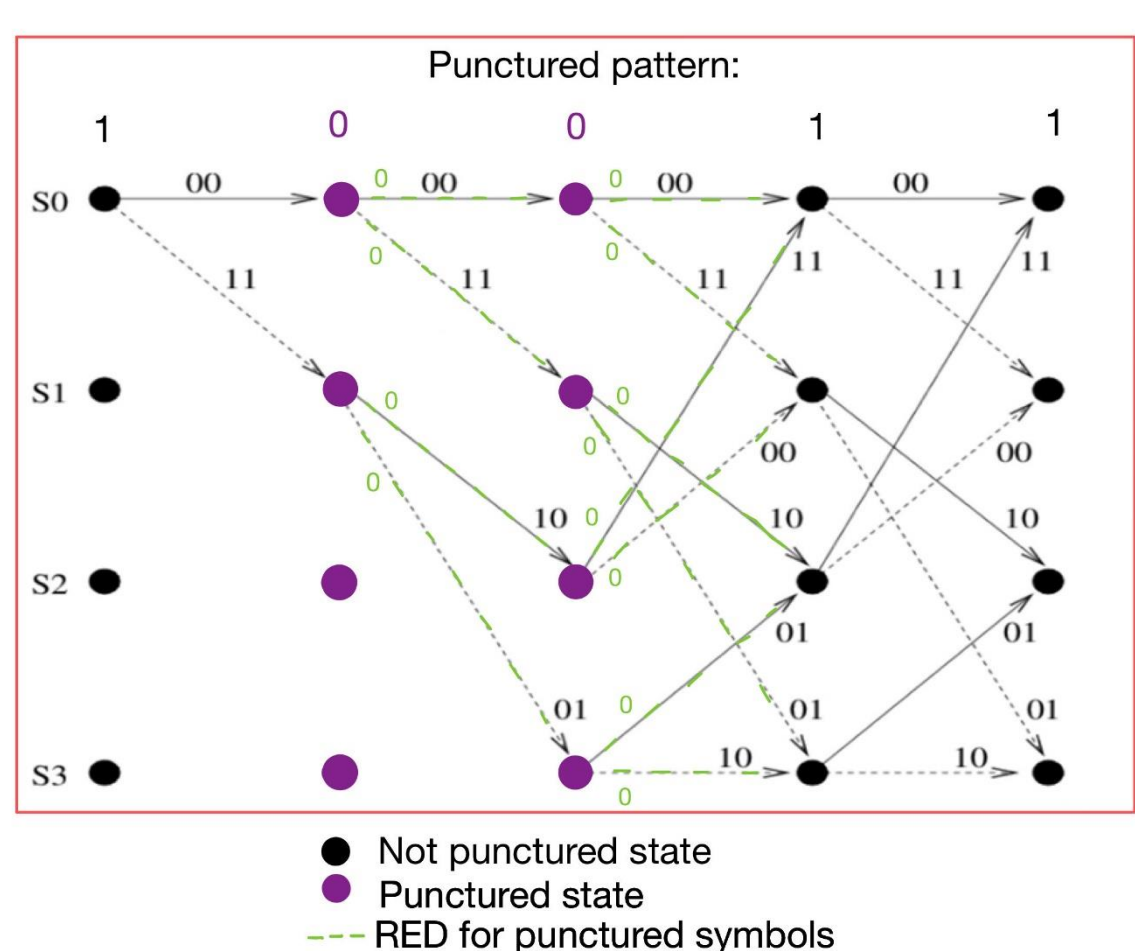 Punctured pattern:
1 0 0 1 1
S0 00 0 00 0 00 00
0 0
11 11 11 11 11 11
S1 0 0
0 0 00 00
10 0 10 10
S2 0
01 01
0 01 01 01
S3 10 10
0
Not punctured state
Punctured state
RED for punctured symbols